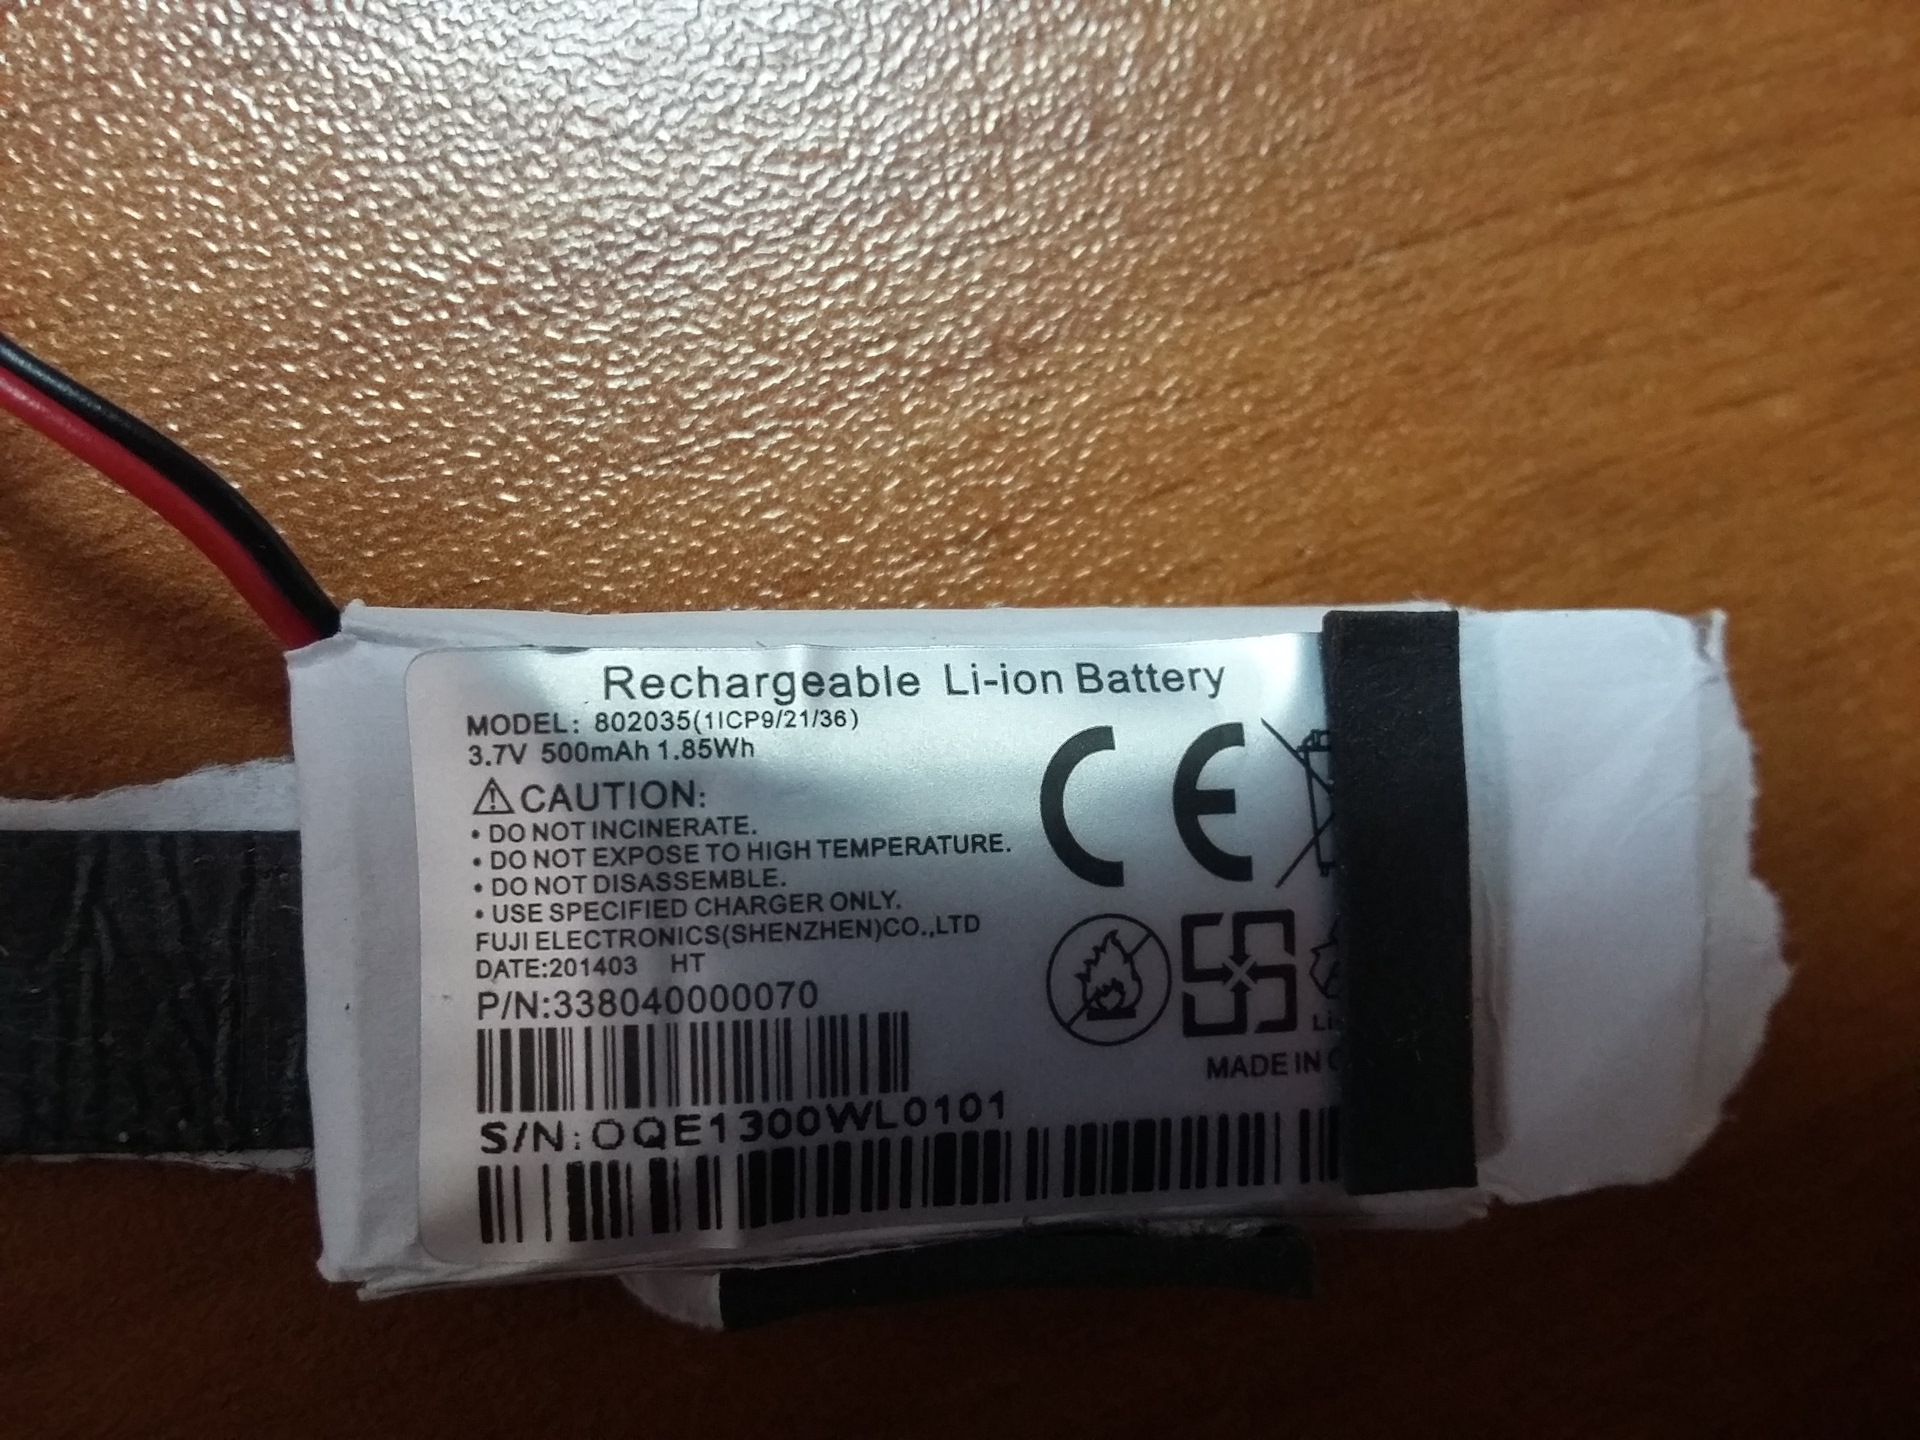 Rechargeable Li-ion Battery
MODEL: 802035(1ICP9/21/36)
3.7V 500mAh 1.85Wh
CE
CAUTION:
• DO NOT INCINERATE.
• DO NOT EXPOSE TO HIGH TEMPERATURE.
• DO NOT DISASSEMBLE.
• USE SPECIFIED CHARGER ONLY.
FUJI ELECTRONICS(SHENZHEN)CO.,LTD
DATE:201403 HT
P/N:338040000070
MADE IN
S/N:OQE1300WL0101